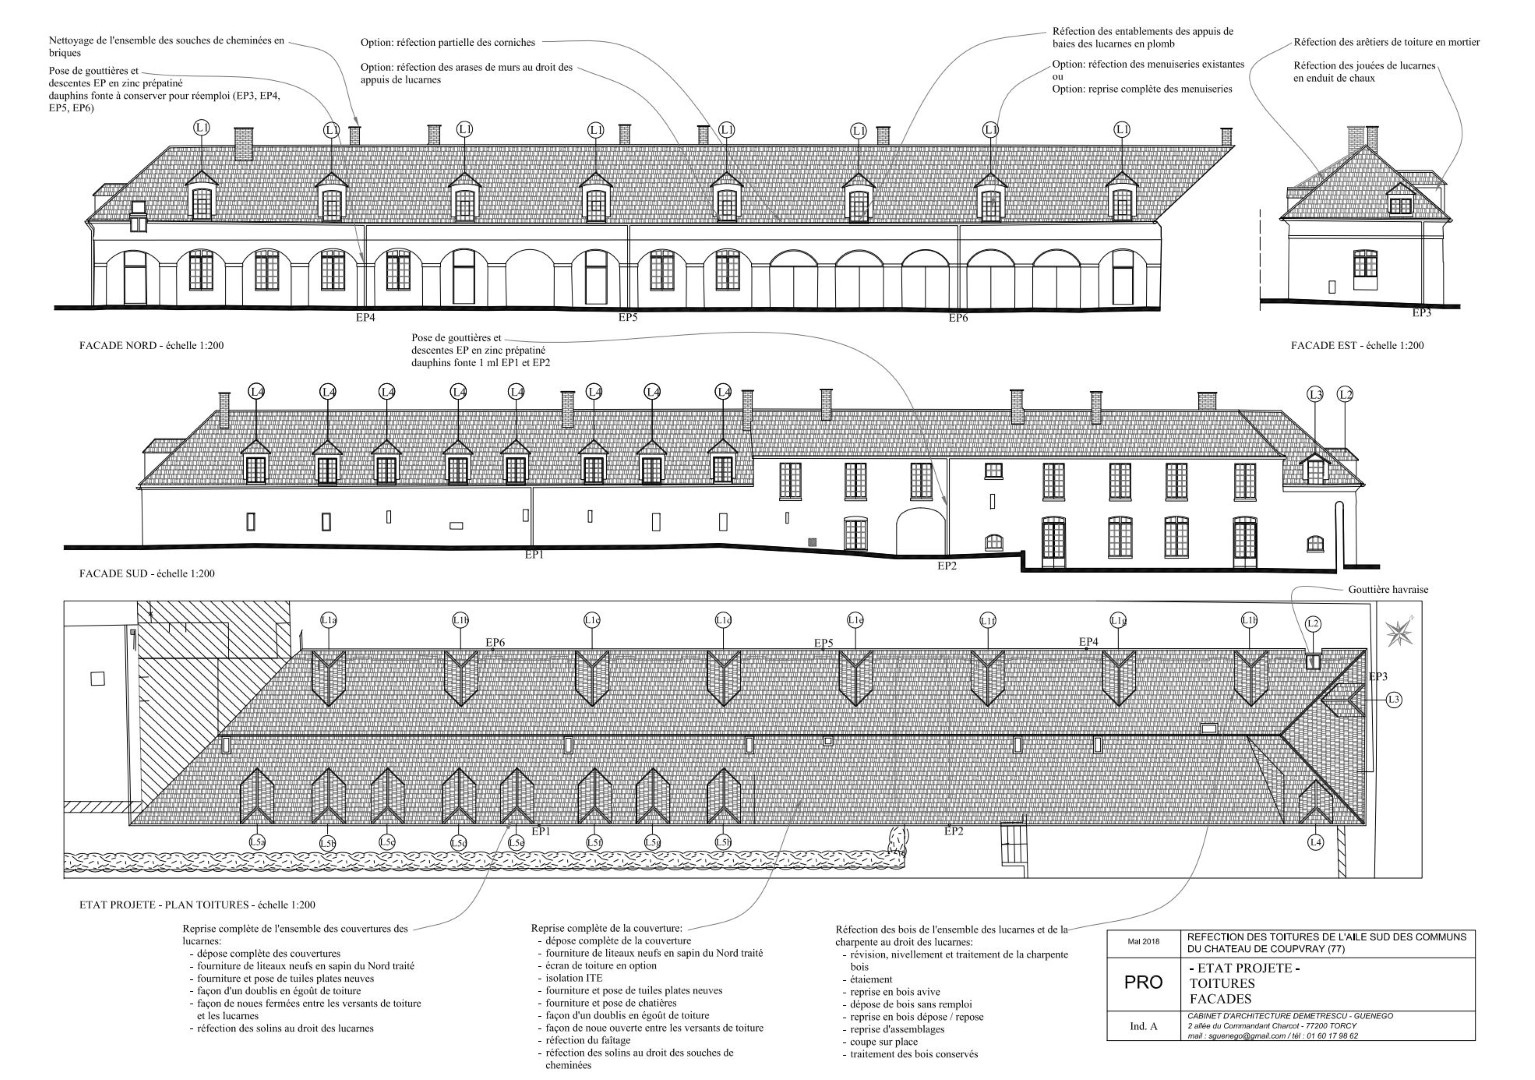 Nettoyage de l'ensemble des souches de cheminées en
briques
Pose de gouttières et
descentes EP en zinc prépatiné
dauphins fonte à conserver pour réemploi (EP3, EP4,
EP5, EP6)
Option: réfection partielle des corniches
Option: réfection des arases de murs au droit des
appuis de lucarnes
Réfection des entablements des appuis de
baies des lucarnes en plomb
Option: réfection des menuiseries existantes
ou
Option: reprise complète des menuiseries
Réfection des arêtiers de toiture en mortier
Réfection des jouées de lucarnes
en enduit de chaux
L1 L1 L1 L1 L1 L1 L1 L1
EP4 EP5 EP6 EP3
FACADE NORD - échelle 1:200
FACADE EST - échelle 1:200
Pose de gouttières et
descentes EP en zinc prépatiné
dauphins fonte 1 ml EP1 et EP2
L4 L4 L4 L4 L4 L4 L4 L4 L3 L2
EP1 EP2
FACADE SUD - échelle 1:200
Gouttière havraise
L1a L1b L1c L1d L1e L1f L1g L1h L2
EP6 EP5 EP4
EP3
L3
EP1 EP2
L5a L5b L5c L5d L5e L5f L5g L5h L4
ETAT PROJETE - PLAN TOITURES - échelle 1:200
Reprise complète de l'ensemble des couvertures des
lucarnes:
- dépose complète des couvertures
- fourniture de liteaux neufs en sapin du Nord traité
- fourniture et pose de tuiles plates neuves
- façon d'un doublis en égoût de toiture
- façon de noues fermées entre les versants de toiture
et les lucarnes
- réfection des solins au droit des lucarnes
Reprise complète de la couverture:
- dépose complète de la couverture
- fourniture de liteaux neufs en sapin du Nord traité
- écran de toiture en option
- isolation ITE
- fourniture et pose de tuiles plates neuves
- fourniture et pose de chatières
- façon d'un doublis en égoût de toiture
- façon de noue ouverte entre les versants de toiture
- réfection du faîtage
- réfection des solins au droit des souches de
cheminées
Réfection des bois de l'ensemble des lucarnes et de la
charpente au droit des lucarnes:
- révision, nivellement et traitement de la charpente
bois
- étaiement
- reprise en bois avive
- dépose de bois sans remploi
- reprise en bois dépose / repose
- reprise d'assemblages
- coupe sur place
- traitement des bois conservés
Mai 2018
REFECTION DES TOITURES DE L'AILE SUD DES COMMUNS
DU CHATEAU DE COUPVRAY (77)
PRO
- ETAT PROJETE -
TOITURES
FACADES
Ind. A
CABINET D'ARCHITECTURE DEMETRESCU - GUENEGO
2 allée du Commandant Charcot - 77200 TORCY
mail : sguenego@gmail.com / tél : 01 60 17 98 62